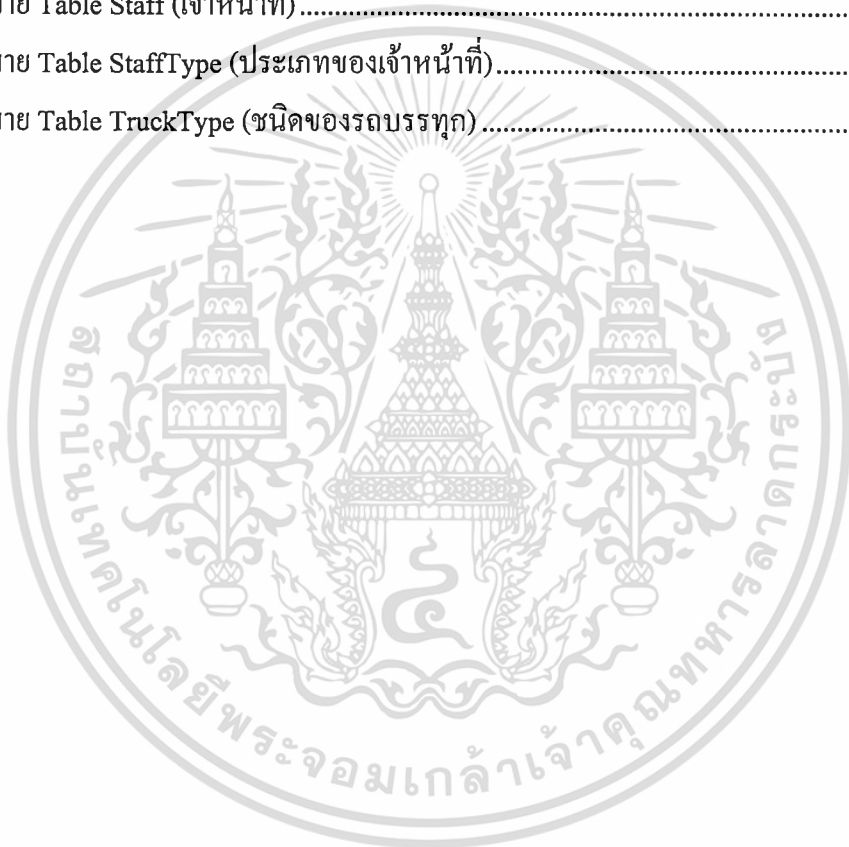 าย Table Staff (เจ้าหน้าที่)
าย Table StaffType (ประเภทของเจ้าหน้าที่)
าย Table TruckType (ชนิดของรถบรรทุก)
สถาบันเทคโนโลยีพระจอมเกล้าเจ้าคุณทหารลาดกระบัง